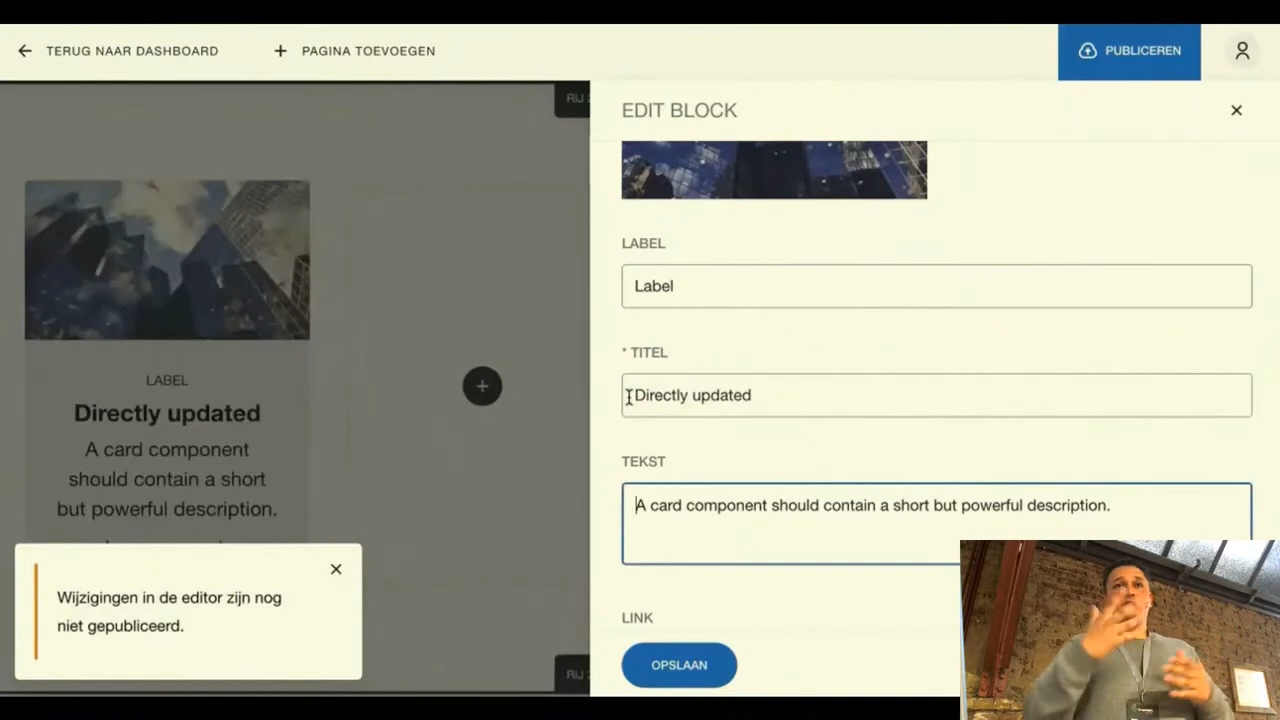 TERUG NAAR DASHBOARD
PAGINA TOEVOEGEN
PUBLICEREN
RIJ
EDIT BLOCK
LABEL
Label
* TITEL
Directly updated
TEKST
A card component should contain a short but powerful description.
LINK
OPSLAAN
LABEL
Directly updated
A card component
should contain a short
but powerful description.
Wijzigingen in de editor zijn nog
niet gepubliceerd.
RIJ